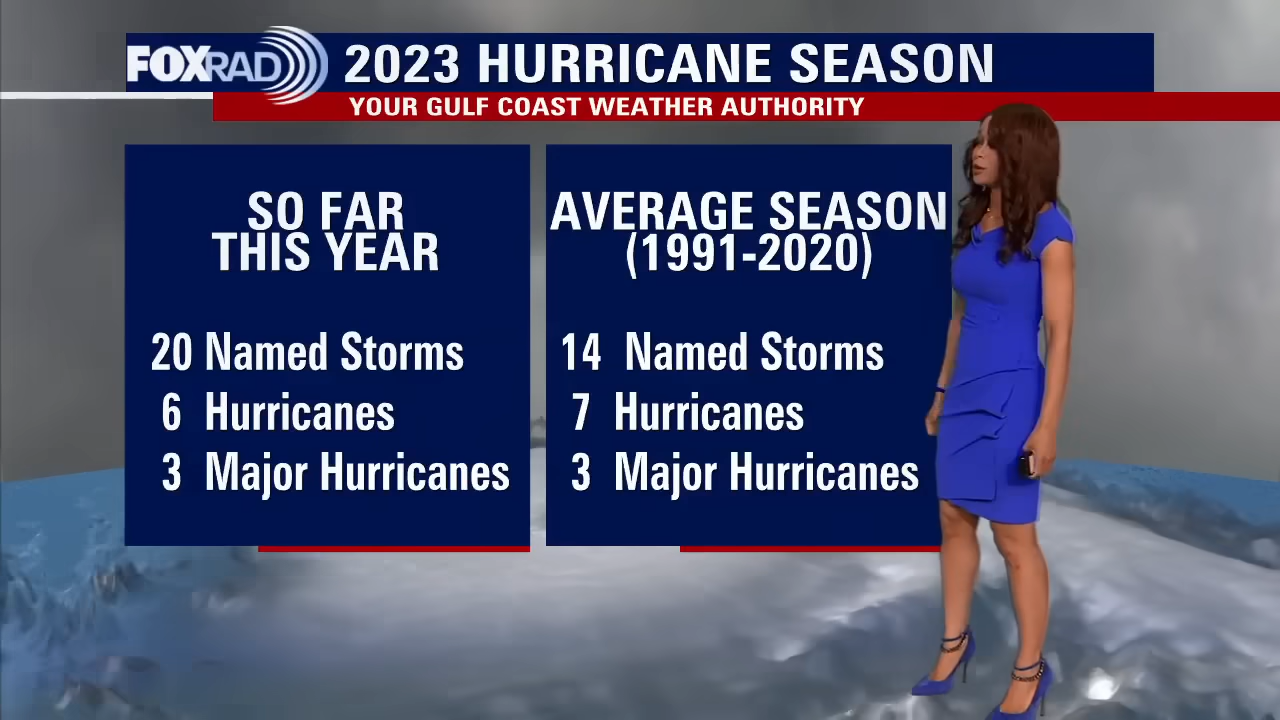 FOXRAD
2023 HURRICANE SEASON
YOUR GULF COAST WEATHER AUTHORITY
SO FAR
THIS YEAR
20 Named Storms
6 Hurricanes
3 Major Hurricanes
AVERAGE SEASON
(1991-2020)
14 Named Storms
7 Hurricanes
3 Major Hurricanes